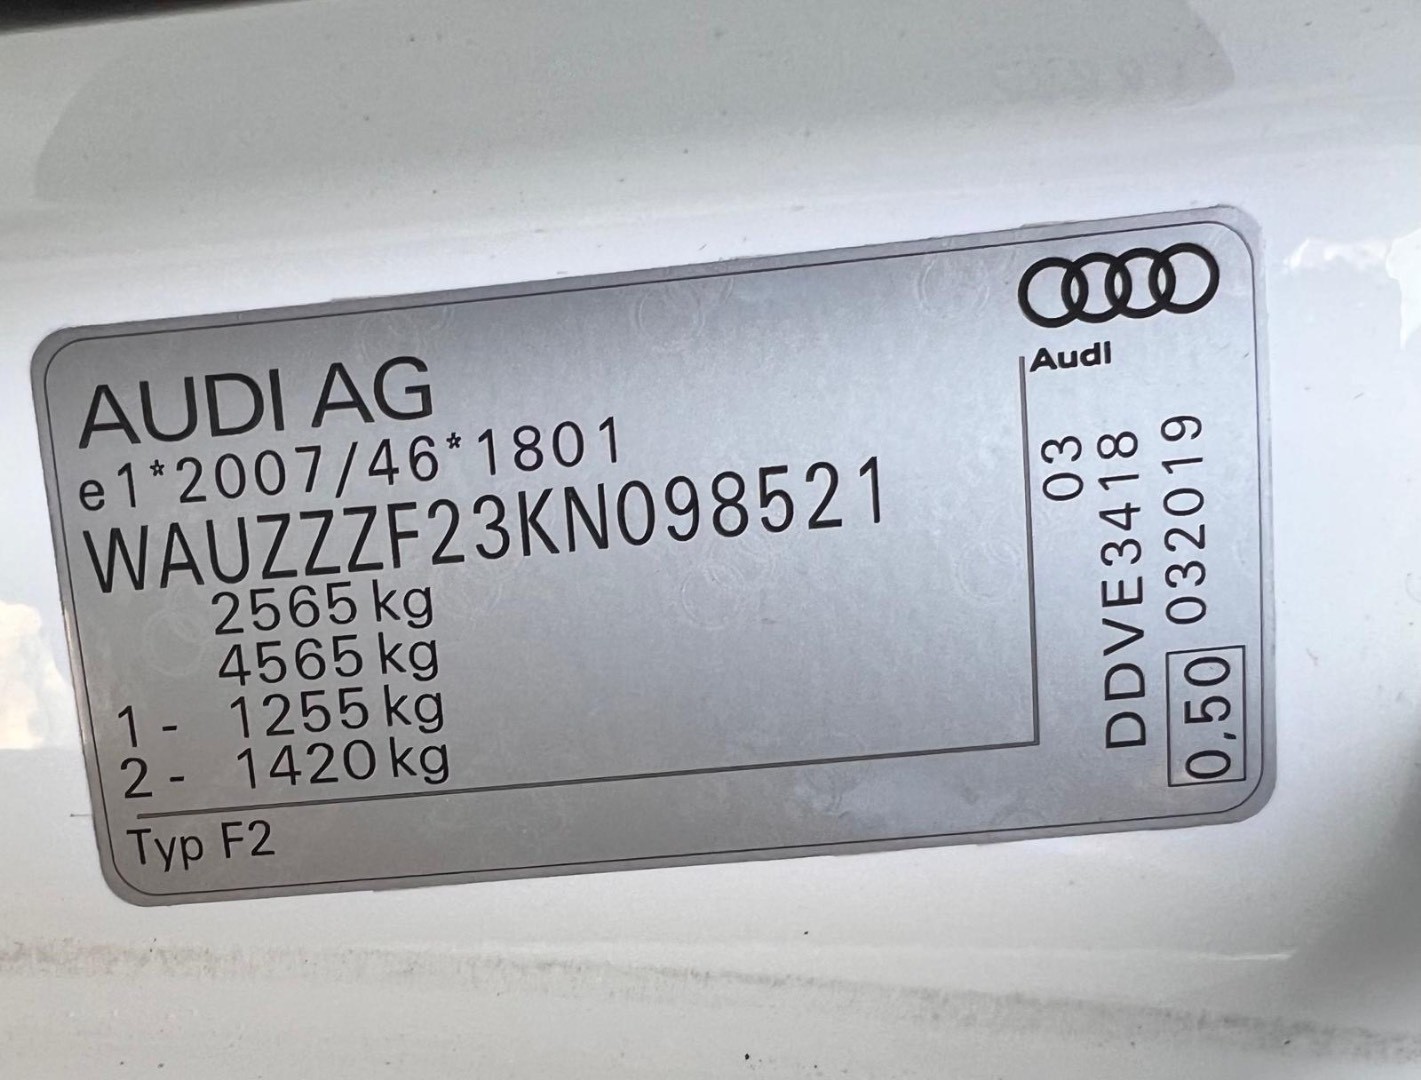 AUDI AG
e1*2007/46*1801
WAUZZZF23KN098521
2565 kg
4565 kg
1 - 1255 kg
2 - 1420 kg
Typ F2
Audi
03
DDVE3418
0,50 032019